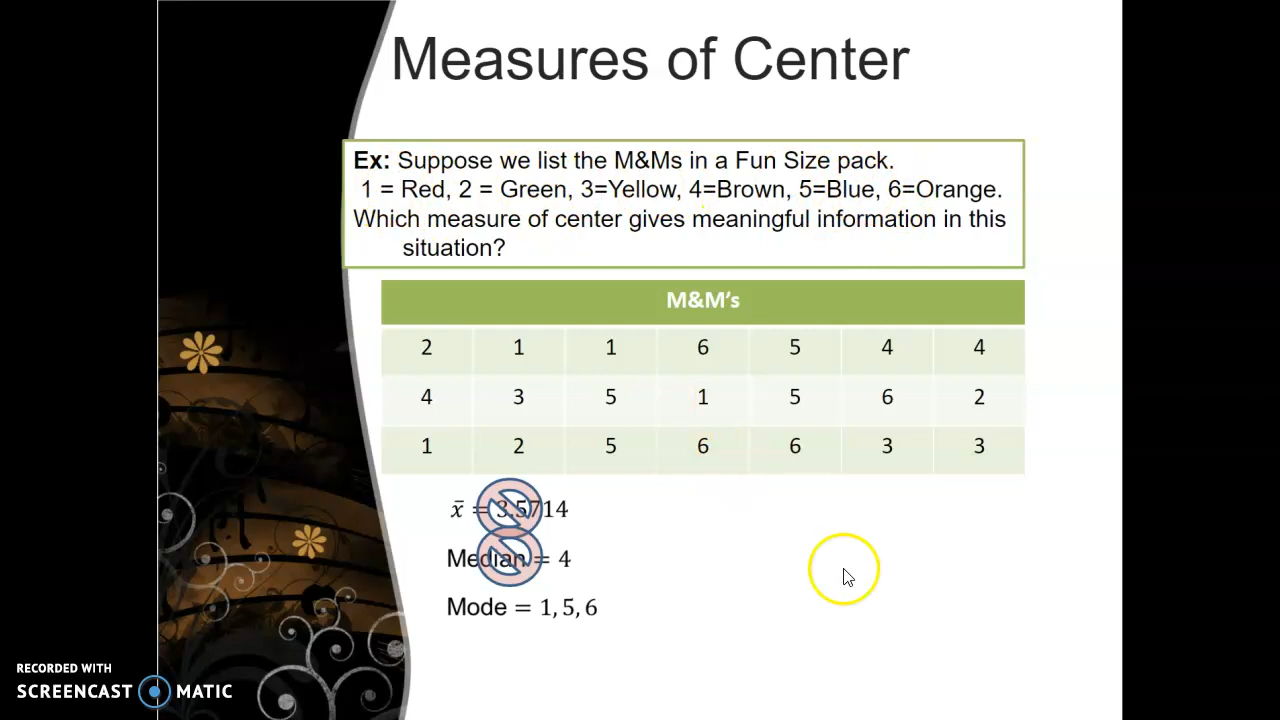 Measures of Center
Ex: Suppose we list the M&Ms in a Fun Size pack.
1 = Red, 2 = Green, 3=Yellow, 4=Brown, 5=Blue, 6=Orange.
Which measure of center gives meaningful information in this
situation?
M&M's
2 1 1 6 5 4 4
4 3 5 1 5 6 2
1 2 5 6 6 3 3
x̄ = 3.5714
Median = 4
Mode = 1, 5, 6
RECORDED WITH
SCREENCAST MATIC